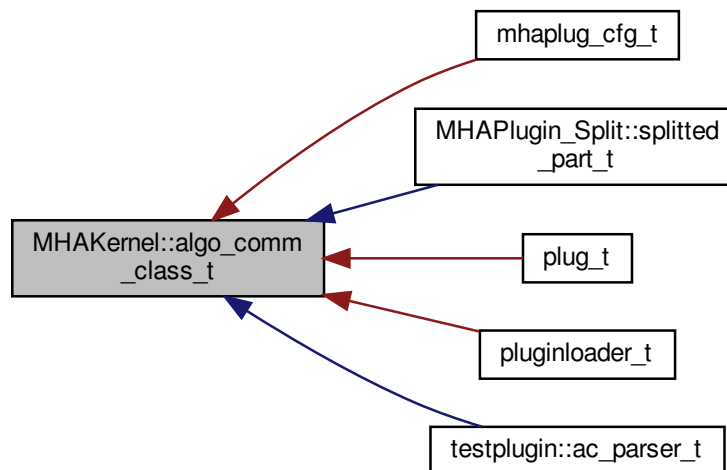 mhaplug_cfg_t
MHAPlugin_Split::splitted
_part_t
MHAKernel::algo_comm
_class_t
plug_t
pluginloader_t
testplugin::ac_parser_t